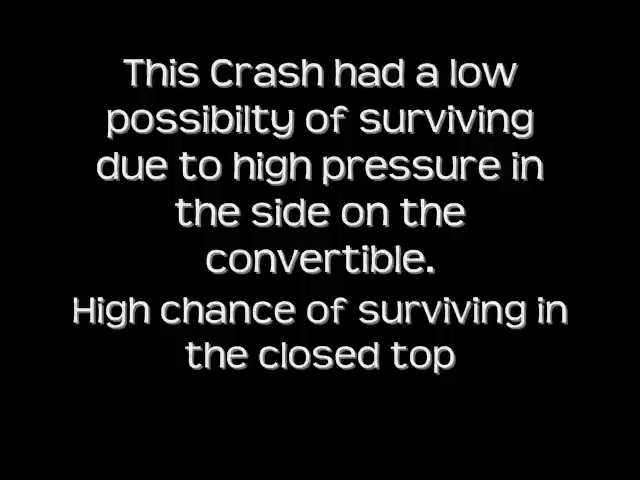 This Crash had a low
possibilty of surviving
due to high pressure in
the side on the
convertible.
High chance of surviving in
the closed top